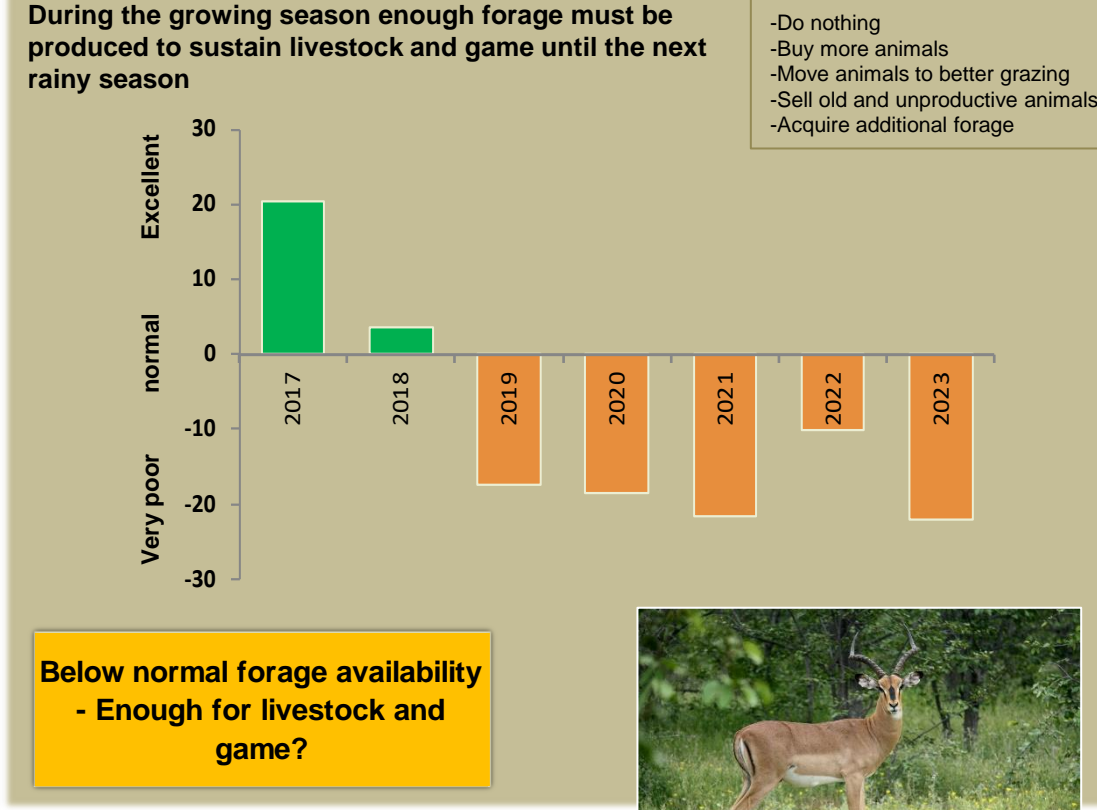 During the growing season enough forage must be
produced to sustain livestock and game until the next
rainy season
-Do nothing
-Buy more animals
-Move animals to better grazing
-Sell old and unproductive animals
-Acquire additional forage
Excellent
normal
Very poor
30
20
10
0
-10
-20
-30
2017
2018
2019
2020
2021
2022
2023
Below normal forage availability
- Enough for livestock and
game?